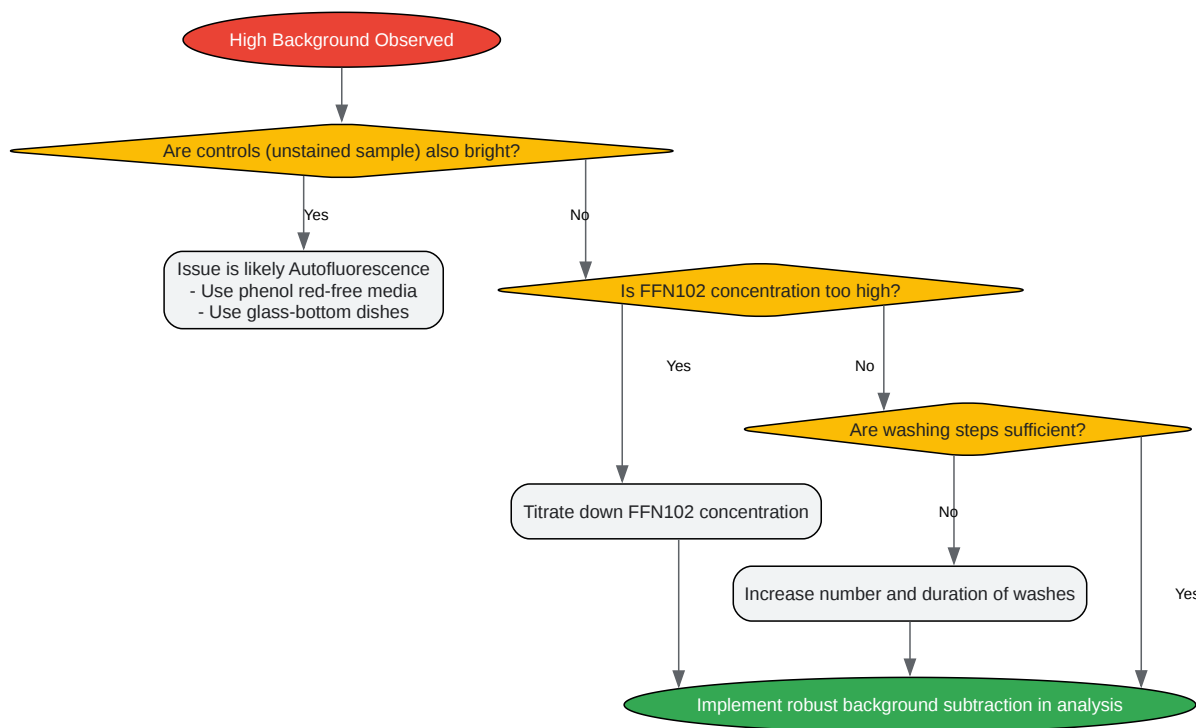 High Background Observed
Are controls (unstained sample) also bright?
Yes
No
Issue is likely Autofluorescence
- Use phenol red-free media
- Use glass-bottom dishes
Is FFN102 concentration too high?
Yes
No
Are washing steps sufficient?
Titrate down FFN102 concentration
No
Increase number and duration of washes
Yes
Implement robust background subtraction in analysis